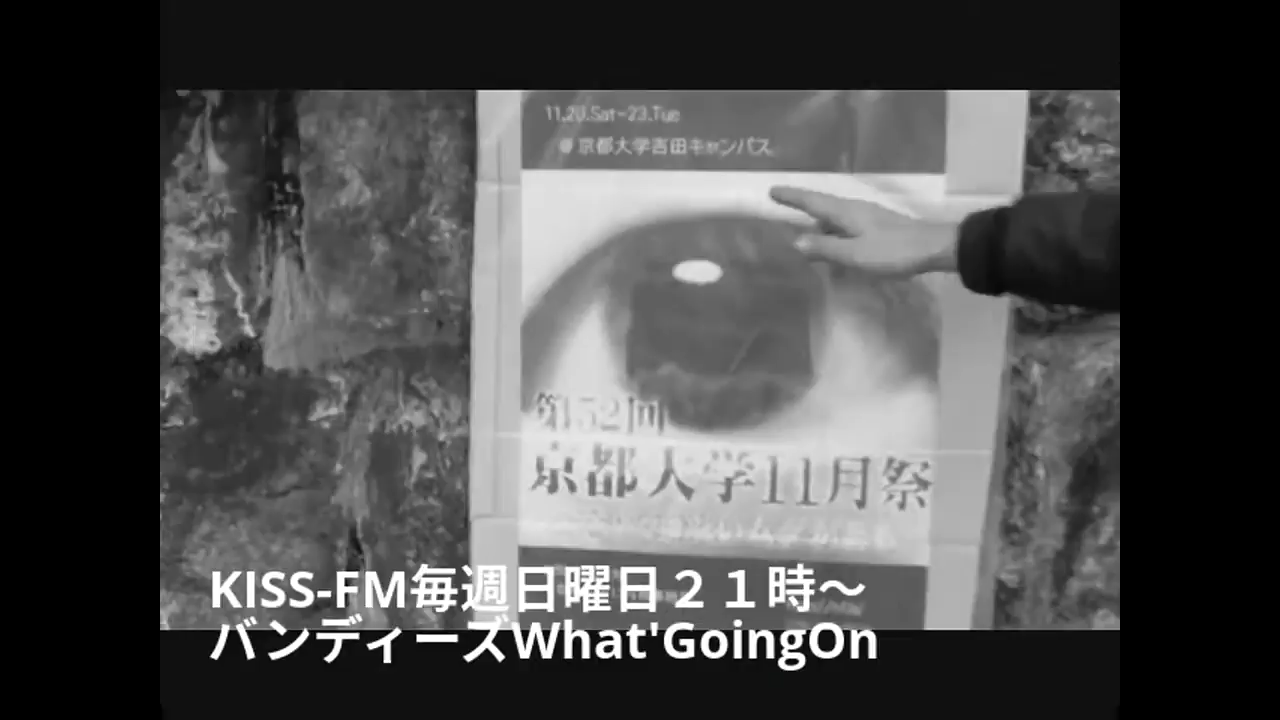 11.20.Sat-23.Tue
@京都大学吉田キャンパス
第52回
京都大学11月祭
KISS-FM毎週日曜日２１時～
バンディーズWhat'GoingOn